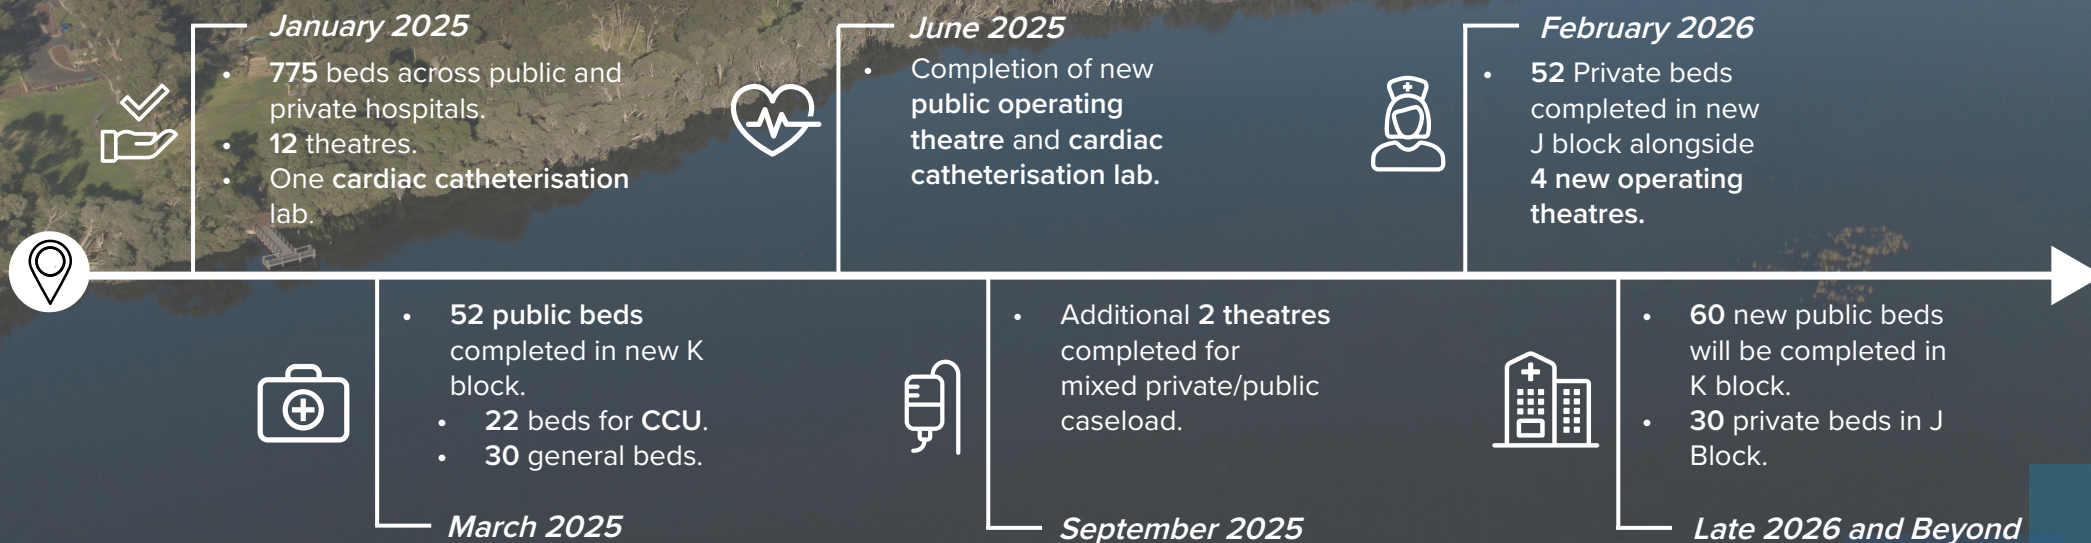 January 2025
• 775 beds across public and
private hospitals.
• 12 theatres.
• One cardiac catheterisation
lab.
June 2025
• Completion of new
public operating
theatre and cardiac
catheterisation lab.
February 2026
• 52 Private beds
completed in new
J block alongside
4 new operating
theatres.
• 52 public beds
completed in new K
block.
• 22 beds for CCU.
• 30 general beds.
March 2025
• Additional 2 theatres
completed for
mixed private/public
caseload.
September 2025
• 60 new public beds
will be completed in
K block.
• 30 private beds in J
Block.
Late 2026 and Beyond